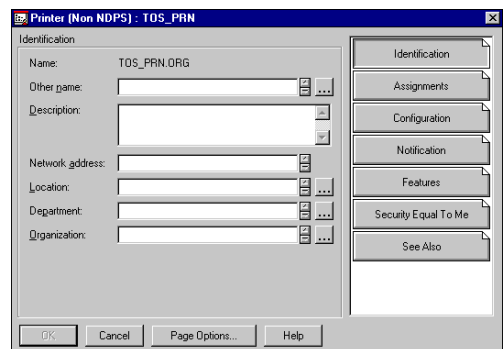 Printer (Non NDPS) : TOS_PRN
Identification
Name: TOS_PRN.ORG
Other name:
Description:
Network address:
Location:
Department:
Organization:
Identification
Assignments
Configuration
Notification
Features
Security Equal To Me
See Also
OK Cancel Page Options... Help